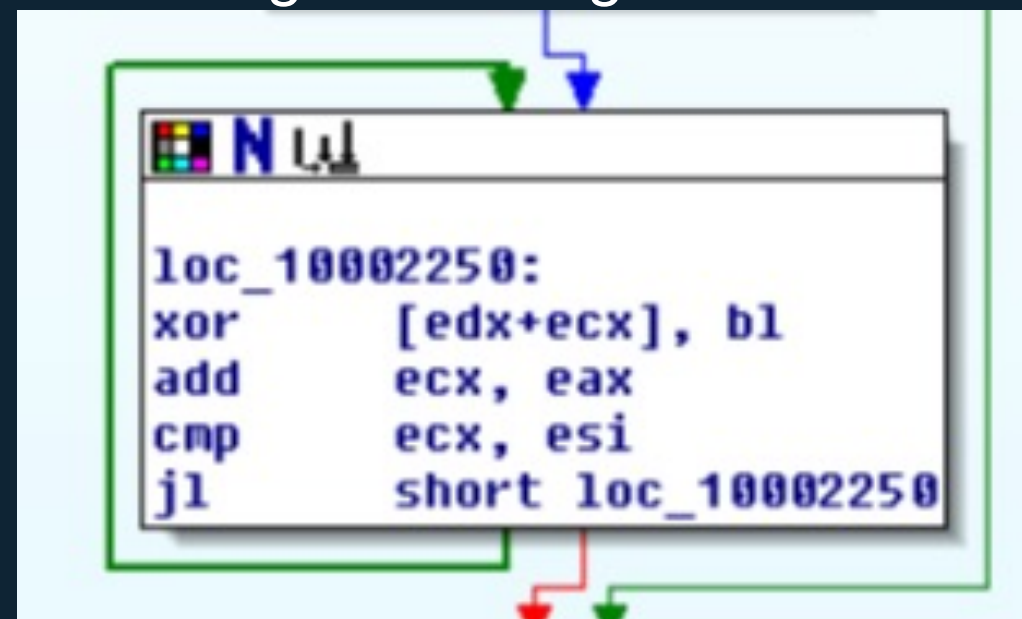 loc_10002250:
xor [edx+ecx], bl
add ecx, eax
cmp ecx, esi
jl short loc_10002250